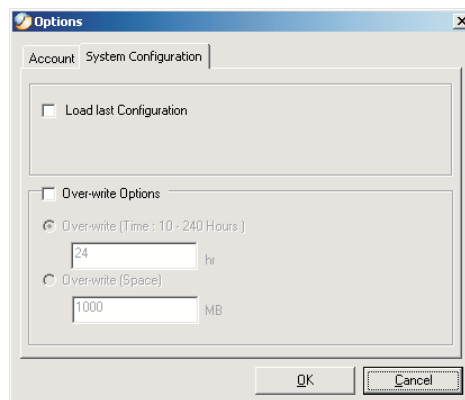 Options
Account System Configuration
Load last Configuration
Over-write Options
Over-write (Time : 10 - 240 Hours )
24 hr
Over-write (Space)
1000 MB
OK Cancel